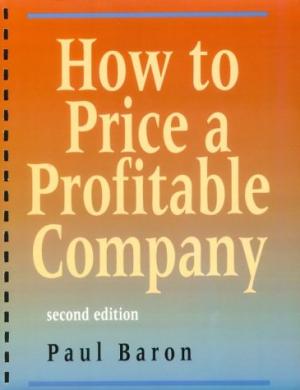 How to
Price a
Profitable
Company
second edition
Paul Baron